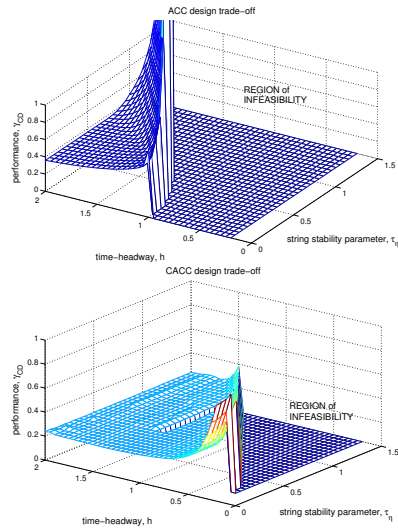 ACC design trade−off
REGION of
INFEASIBILITY
performance, γCD
1
0.8
0.6
0.4
0.2
0
2
1.5
1
0.5
0
time−headway, h
0
0.5
1
1.5
string stability parameter, τη
CACC design trade−off
REGION of
INFEASIBILITY
performance, γCD
1
0.8
0.6
0.4
0.2
0
2
1.5
1
0.5
0
time−headway, h
0
0.5
1
1.5
string stability parameter, τη